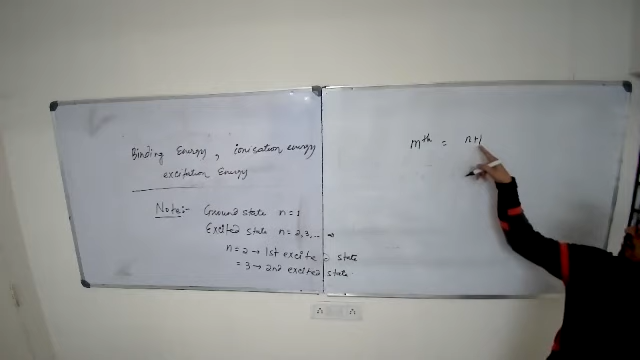 Binding Energy, ionisation energy
excitation Energy
Note:- Ground state n=1
Excited state n=2,3,... ∞
n=2 → 1st excited state
=3 → 2nd excited state
mth = n+1